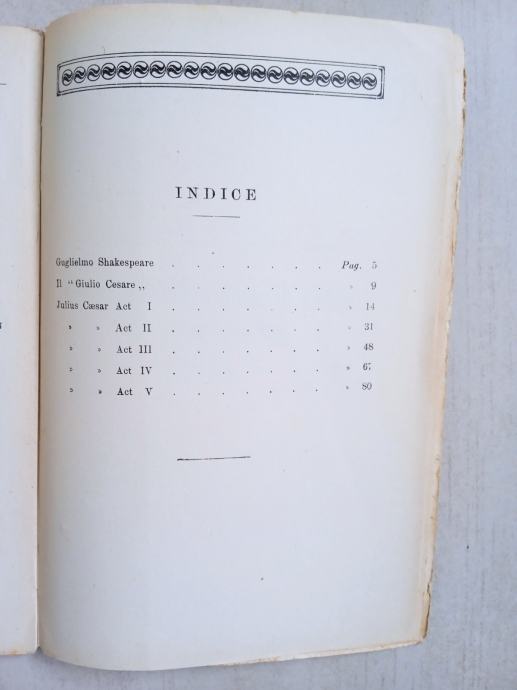 INDICE
Guglielmo Shakespeare . . . . . . . Pag. 5
Il “ Giulio Cesare „ . . . . . . . » 9
Julius Cæsar Act I . . . . . . . » 14
» » Act II . . . . . . . » 31
» » Act III . . . . . . . » 48
» » Act IV . . . . . . . » 67
» » Act V . . . . . . . » 80